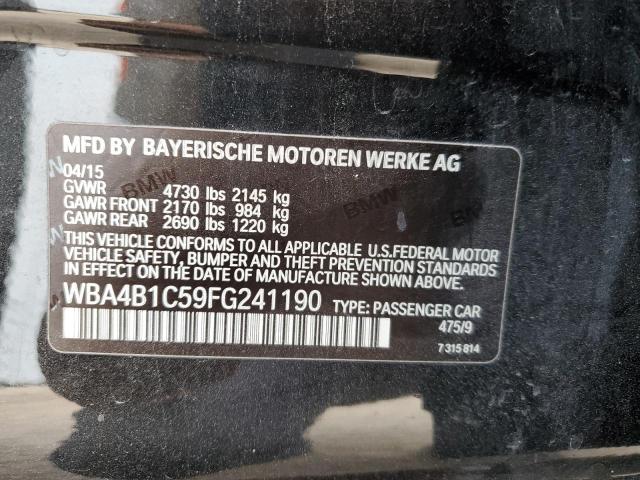 MFD BY BAYERISCHE MOTOREN WERKE AG
04/15
GVWR 4730 lbs 2145 kg
GAWR FRONT 2170 lbs 984 kg
GAWR REAR 2690 lbs 1220 kg
THIS VEHICLE CONFORMS TO ALL APPLICABLE U.S.FEDERAL MOTOR
VEHICLE SAFETY, BUMPER AND THEFT PREVENTION STANDARDS
IN EFFECT ON THE DATE OF MANUFACTURE SHOWN ABOVE.
WBA4B1C59FG241190 TYPE: PASSENGER CAR
475/9
7 315 814
BMW
BMW
BMW